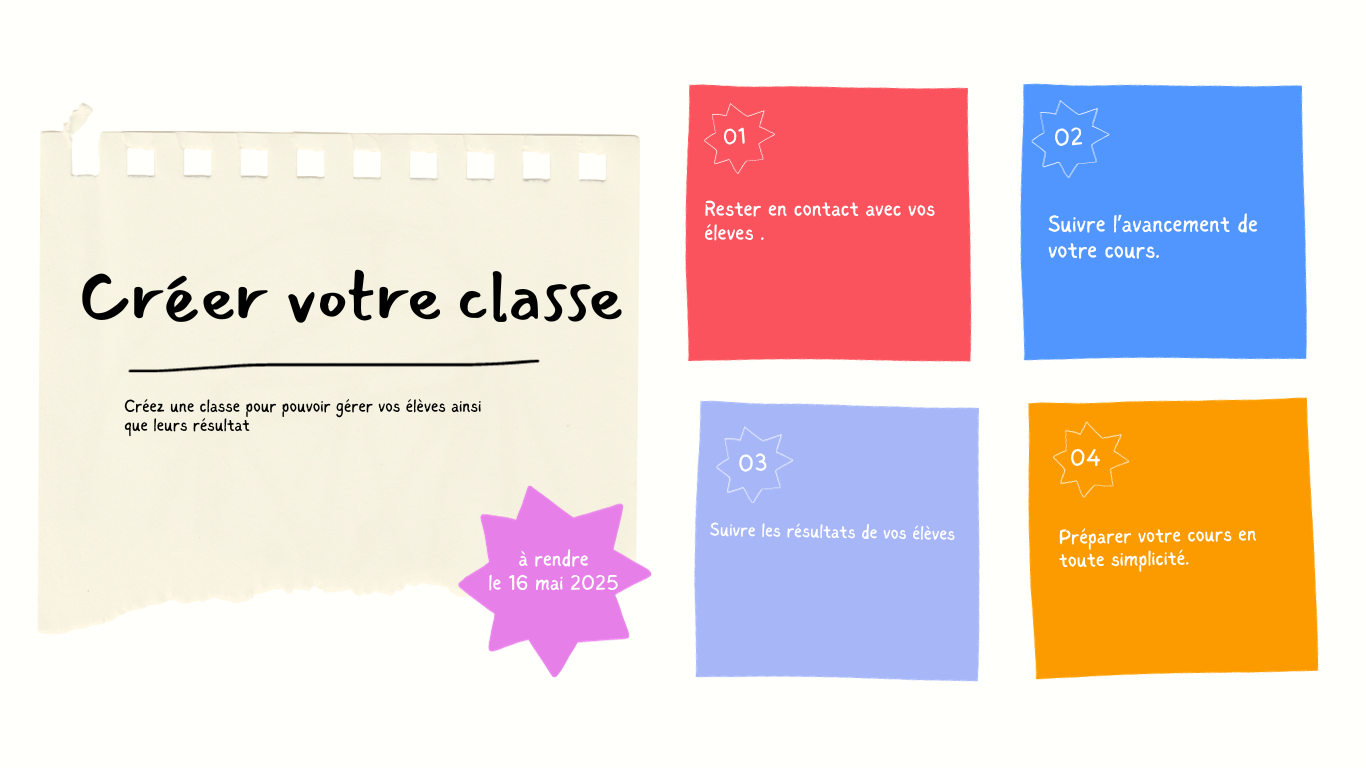 Créer votre classe
Créez une classe pour pouvoir gérer vos élèves ainsi
que leurs résultat
à rendre
le 16 mai 2025
01
Rester en contact avec vos
éleves .
02
Suivre l'avancement de
votre cours.
03
Suivre les résultats de vos élèves
04
Préparer votre cours en
toute simplicité.